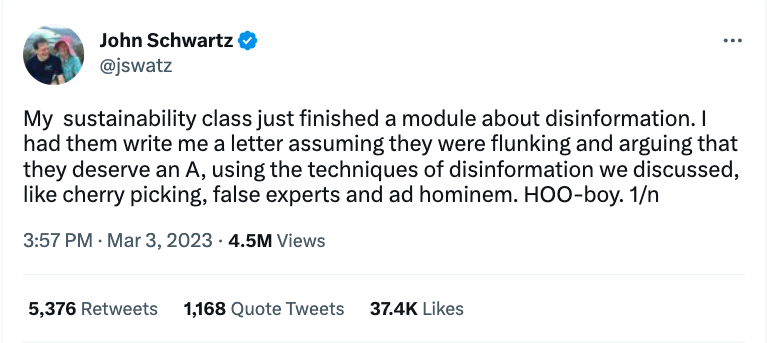 John Schwartz
@jswatz
My  sustainability class just finished a module about disinformation. I
had them write me a letter assuming they were flunking and arguing that
they deserve an A, using the techniques of disinformation we discussed,
like cherry picking, false experts and ad hominem. HOO-boy. 1/n
3:57 PM · Mar 3, 2023 · 4.5M Views
5,376 Retweets 1,168 Quote Tweets 37.4K Likes